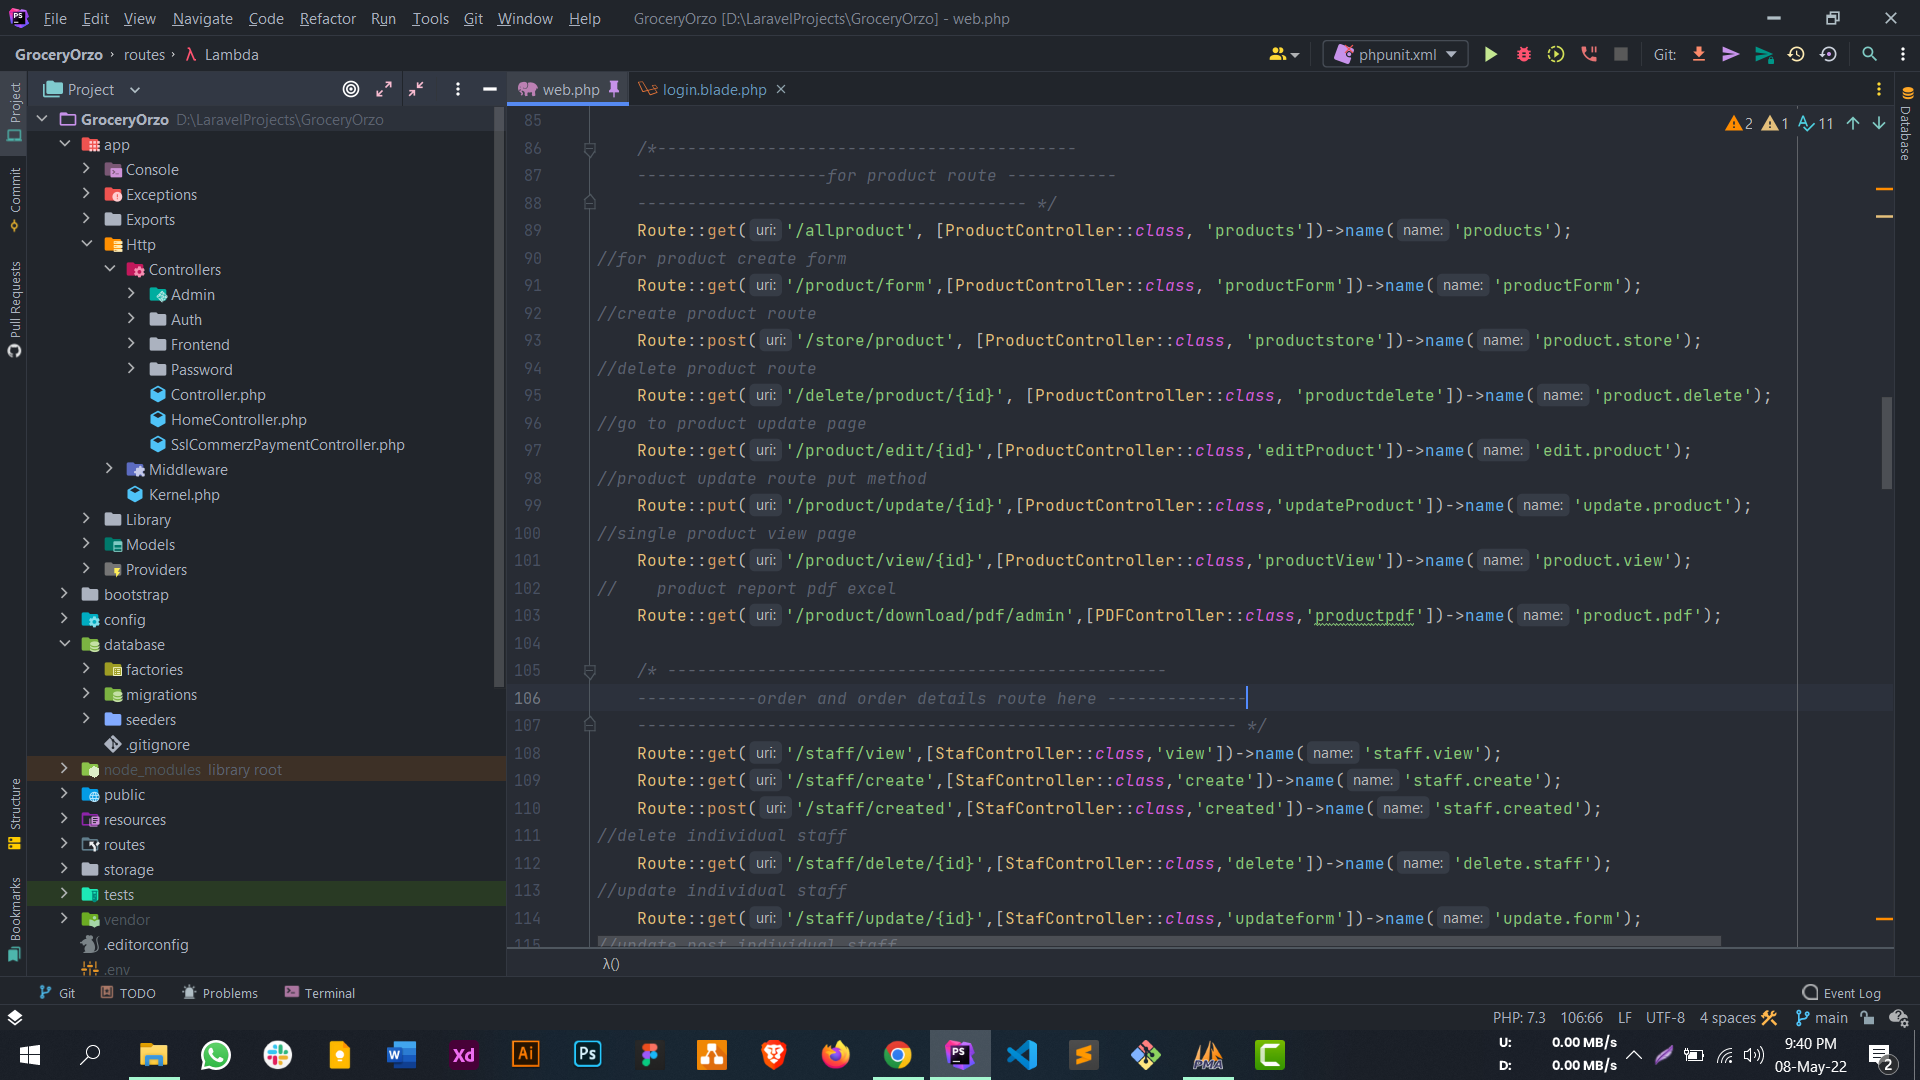 File Edit View Navigate Code Refactor Run Tools Git Window Help GroceryOrzo [D:\LaravelProjects\GroceryOrzo] - web.php
GroceryOrzo › routes › λ Lambda phpunit.xml Git:
Project
web.php login.blade.php
Project
Commit
Pull Requests
Structure
Bookmarks
Database
GroceryOrzo D:\LaravelProjects\GroceryOrzo
app
Console
Exceptions
Exports
Http
Controllers
Admin
Auth
Frontend
Password
Controller.php
HomeController.php
SslCommerzPaymentController.php
Middleware
Kernel.php
Library
Models
Providers
bootstrap
config
database
factories
migrations
seeders
.gitignore
node_modules library root
public
resources
routes
storage
tests
vendor
.editorconfig
.env
2 1 11
85
86 /*------------------------------------------
87 -------------------for product route -----------
88 --------------------------------------- */
89 Route::get( uri: '/allproduct', [ProductController::class, 'products'])->name( name: 'products');
90 //for product create form
91 Route::get( uri: '/product/form',[ProductController::class, 'productForm'])->name( name: 'productForm');
92 //create product route
93 Route::post( uri: '/store/product', [ProductController::class, 'productstore'])->name( name: 'product.store');
94 //delete product route
95 Route::get( uri: '/delete/product/{id}', [ProductController::class, 'productdelete'])->name( name: 'product.delete');
96 //go to product update page
97 Route::get( uri: '/product/edit/{id}',[ProductController::class,'editProduct'])->name( name: 'edit.product');
98 //product update route put method
99 Route::put( uri: '/product/update/{id}',[ProductController::class,'updateProduct'])->name( name: 'update.product');
100 //single product view page
101 Route::get( uri: '/product/view/{id}',[ProductController::class,'productView'])->name( name: 'product.view');
102 // product report pdf excel
103 Route::get( uri: '/product/download/pdf/admin',[PDFController::class,'productpdf'])->name( name: 'product.pdf');
104
105 /* --------------------------------------------------
106 ------------order and order details route here --------------
107 ------------------------------------------------------------ */
108 Route::get( uri: '/staff/view',[StafController::class,'view'])->name( name: 'staff.view');
109 Route::get( uri: '/staff/create',[StafController::class,'create'])->name( name: 'staff.create');
110 Route::post( uri: '/staff/created',[StafController::class,'created'])->name( name: 'staff.created');
111 //delete individual staff
112 Route::get( uri: '/staff/delete/{id}',[StafController::class,'delete'])->name( name: 'delete.staff');
113 //update individual staff
114 Route::get( uri: '/staff/update/{id}',[StafController::class,'updateform'])->name( name: 'update.form');
115 //update post individual staff
λ()
Git TODO Problems Terminal Event Log
PHP: 7.3 106:66 LF UTF-8 4 spaces main
U: 0.00 MB/s
D: 0.00 MB/s
9:40 PM
08-May-22
2